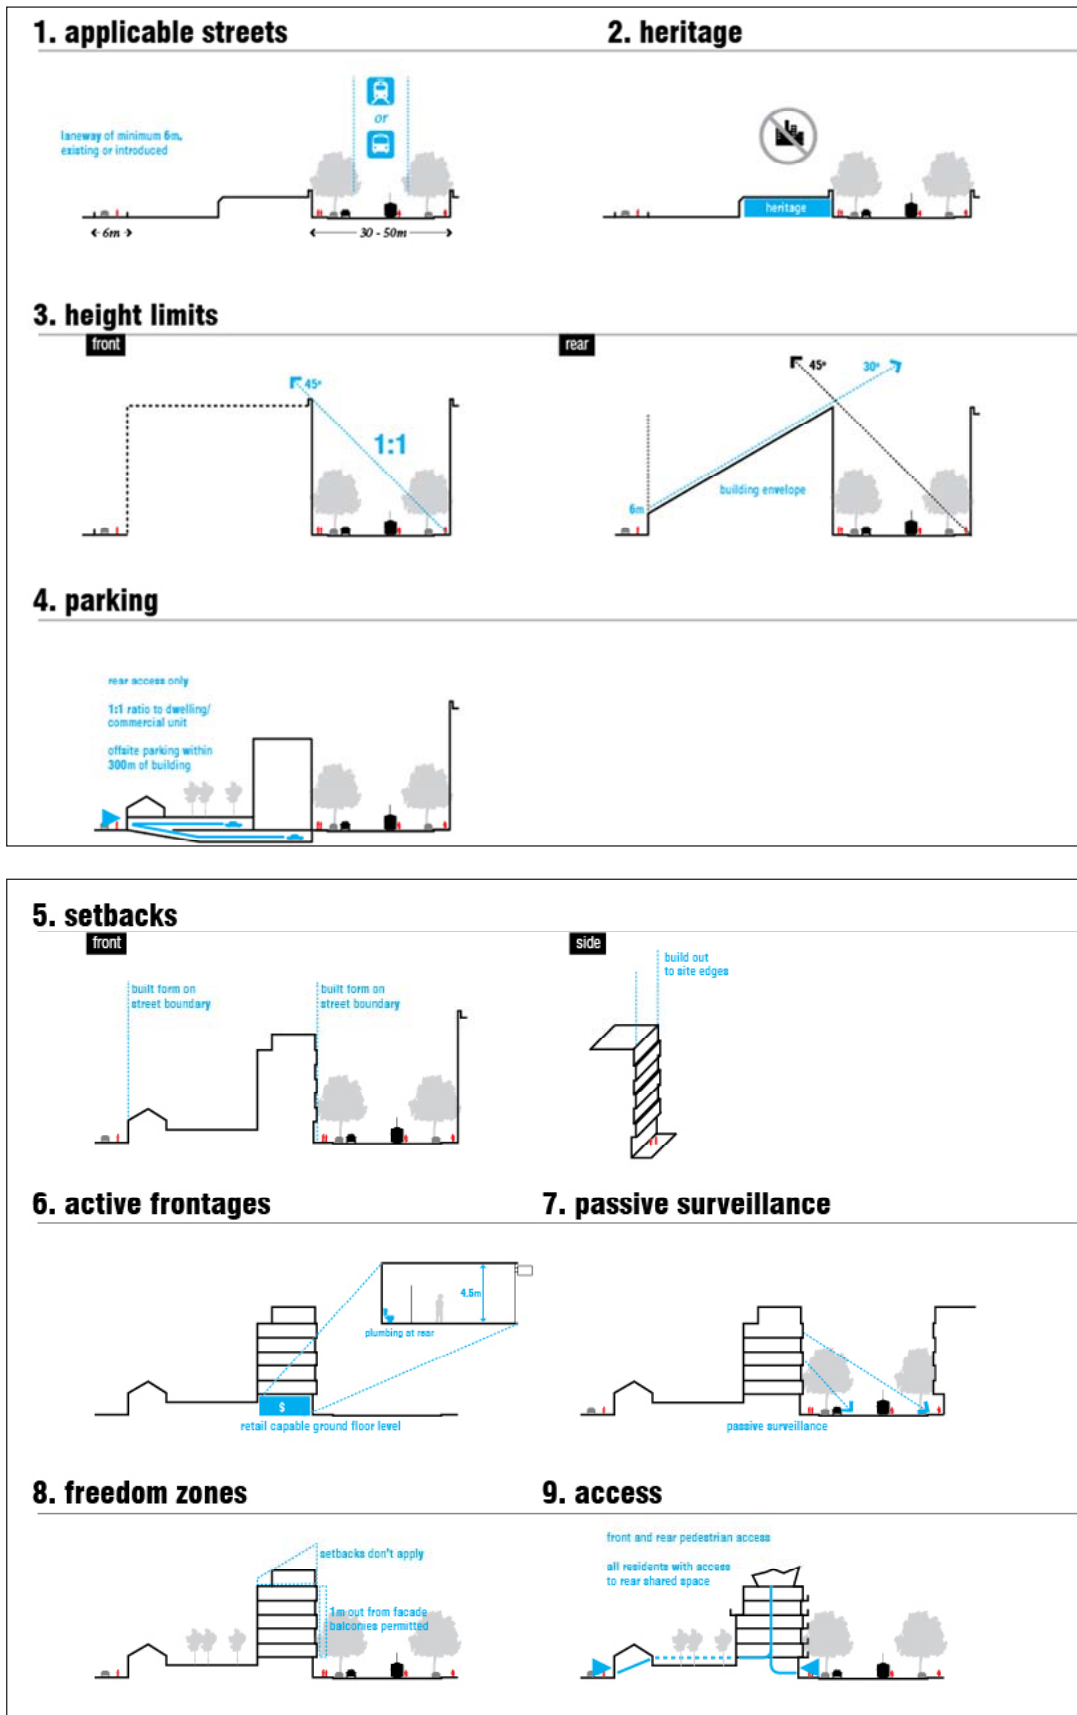 1. applicable streets
2. heritage
or
laneway of minimum 6m,
existing or introduced
heritage
6m
30 - 50m
3. height limits
front
rear
45°
1:1
45°
30°
building envelope
6m
4. parking
rear access only
1:1 ratio to dwelling/
commercial unit
offsite parking within
300m of building
5. setbacks
front
side
built form on
street boundary
built form on
street boundary
build out
to site edges
6. active frontages
7. passive surveillance
4.5m
plumbing at rear
$
retail capable ground floor level
passive surveillance
8. freedom zones
9. access
setbacks don't apply
1m out from facade
balconies permitted
front and rear pedestrian access
all residents with access
to rear shared space